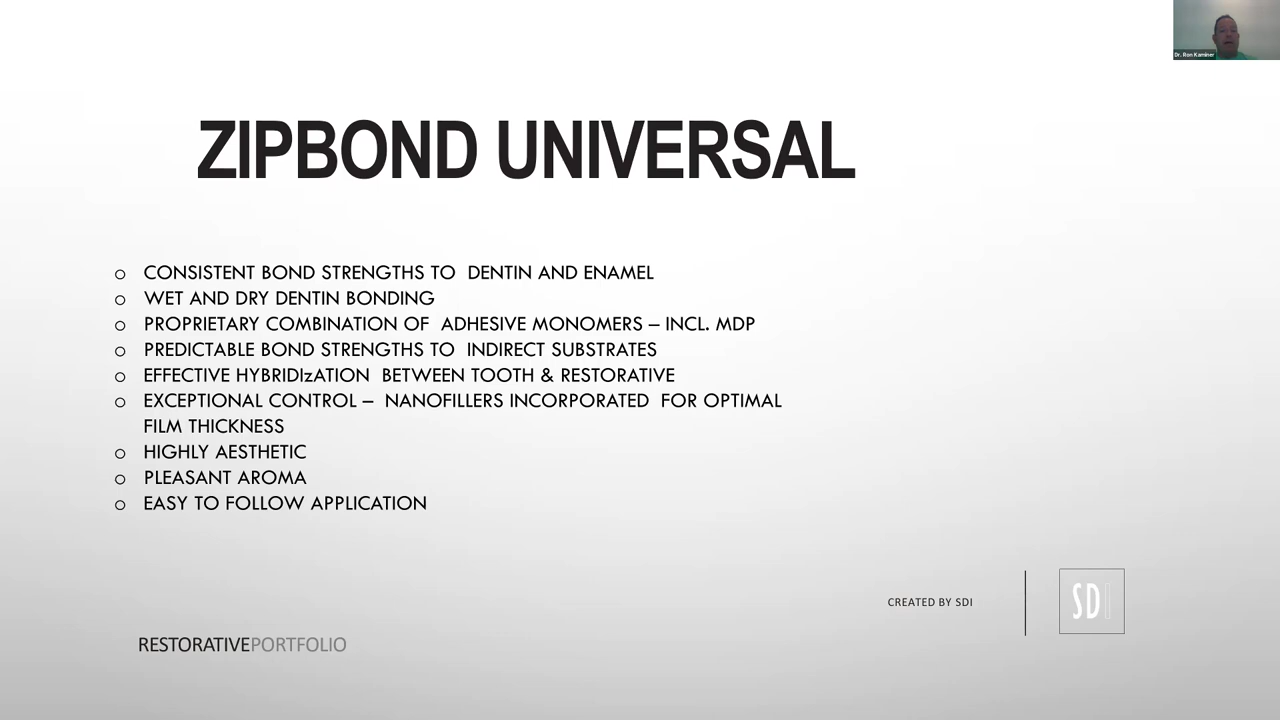 Dr. Ron Kaminer
ZIPBOND UNIVERSAL
o CONSISTENT BOND STRENGTHS TO DENTIN AND ENAMEL
o WET AND DRY DENTIN BONDING
o PROPRIETARY COMBINATION OF ADHESIVE MONOMERS – INCL. MDP
o PREDICTABLE BOND STRENGTHS TO INDIRECT SUBSTRATES
o EFFECTIVE HYBRIDIzATION BETWEEN TOOTH & RESTORATIVE
o EXCEPTIONAL CONTROL – NANOFILLERS INCORPORATED FOR OPTIMAL
FILM THICKNESS
o HIGHLY AESTHETIC
o PLEASANT AROMA
o EASY TO FOLLOW APPLICATION
CREATED BY SDI
SDI
RESTORATIVEPORTFOLIO